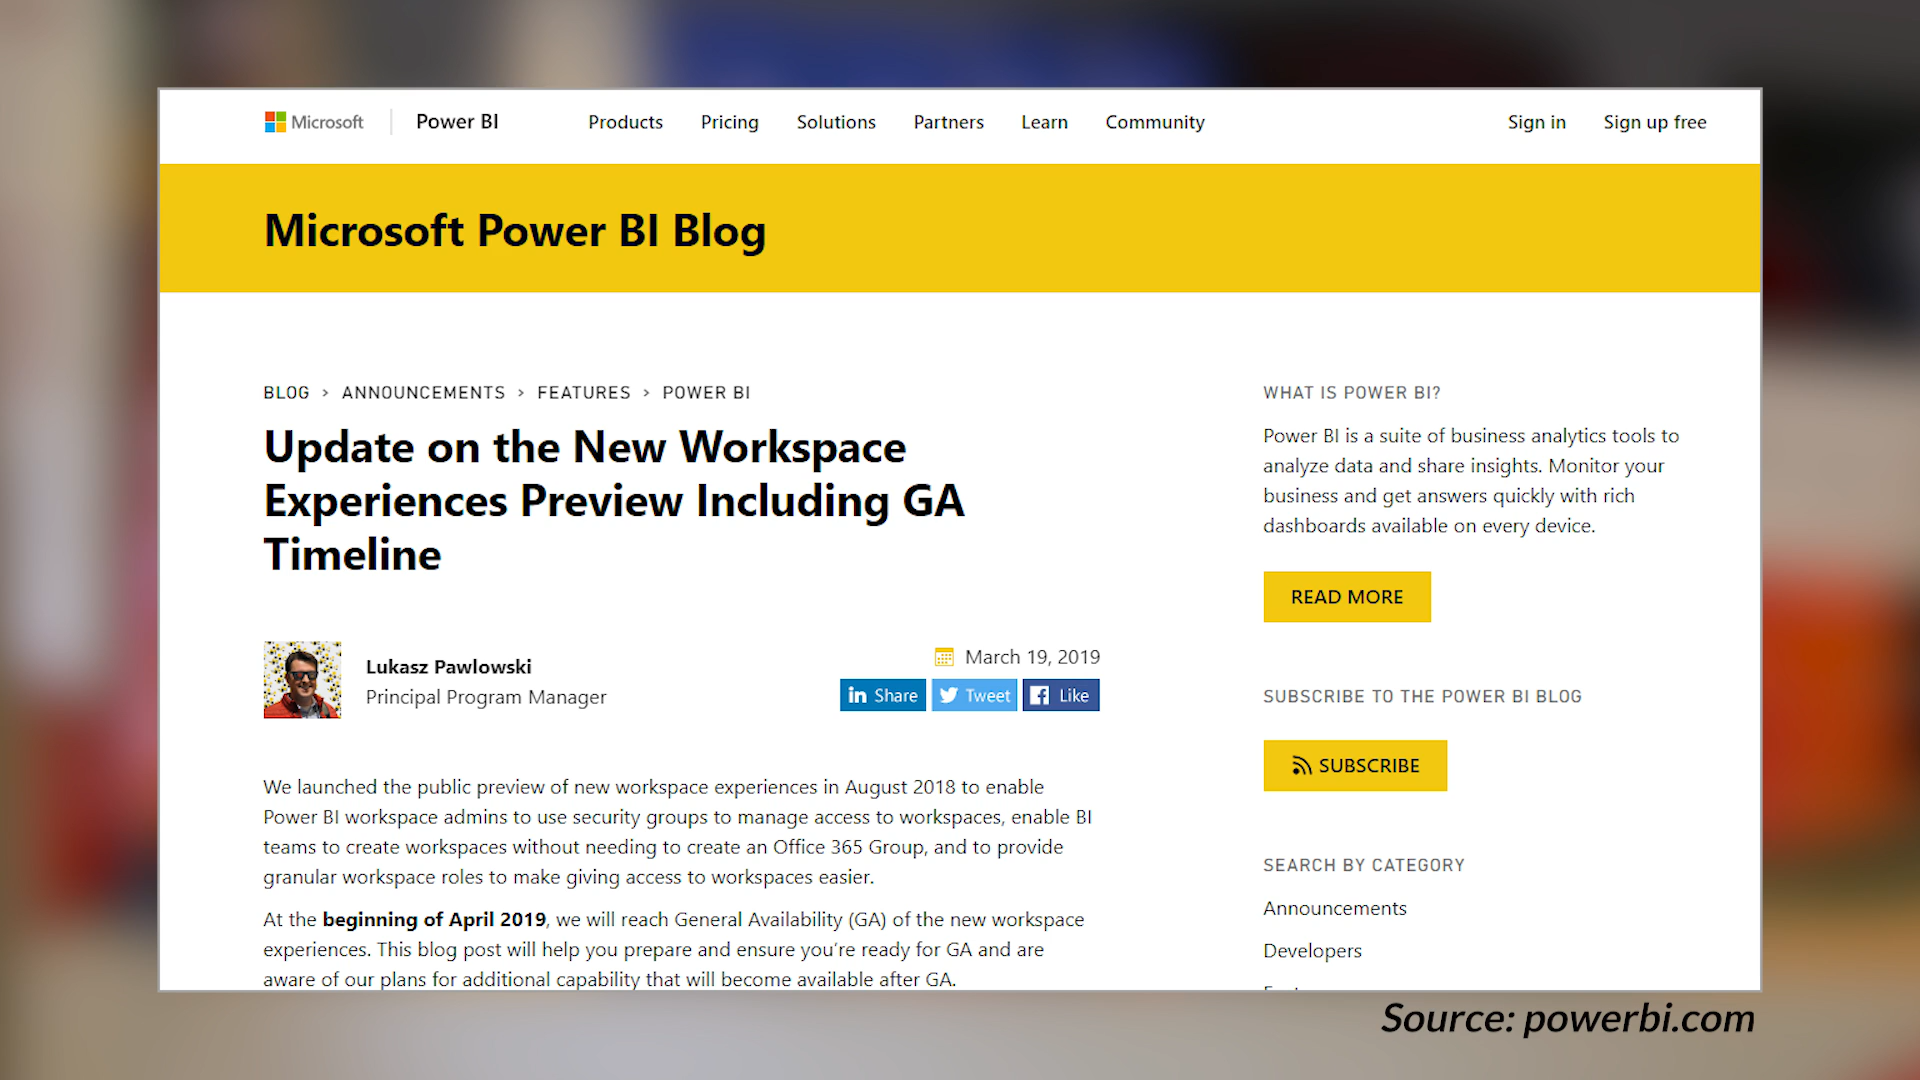 Microsoft Power BI Products Pricing Solutions Partners Learn Community Sign in Sign up free
Microsoft Power BI Blog
BLOG > ANNOUNCEMENTS > FEATURES > POWER BI
Update on the New Workspace
Experiences Preview Including GA
Timeline
Lukasz Pawlowski
Principal Program Manager
March 19, 2019
in Share Tweet Like
We launched the public preview of new workspace experiences in August 2018 to enable
Power BI workspace admins to use security groups to manage access to workspaces, enable BI
teams to create workspaces without needing to create an Office 365 Group, and to provide
granular workspace roles to make giving access to workspaces easier.
At the beginning of April 2019, we will reach General Availability (GA) of the new workspace
experiences. This blog post will help you prepare and ensure you’re ready for GA and are
aware of our plans for additional capability that will become available after GA.
WHAT IS POWER BI?
Power BI is a suite of business analytics tools to
analyze data and share insights. Monitor your
business and get answers quickly with rich
dashboards available on every device.
READ MORE
SUBSCRIBE TO THE POWER BI BLOG
SUBSCRIBE
SEARCH BY CATEGORY
Announcements
Developers
Source: powerbi.com